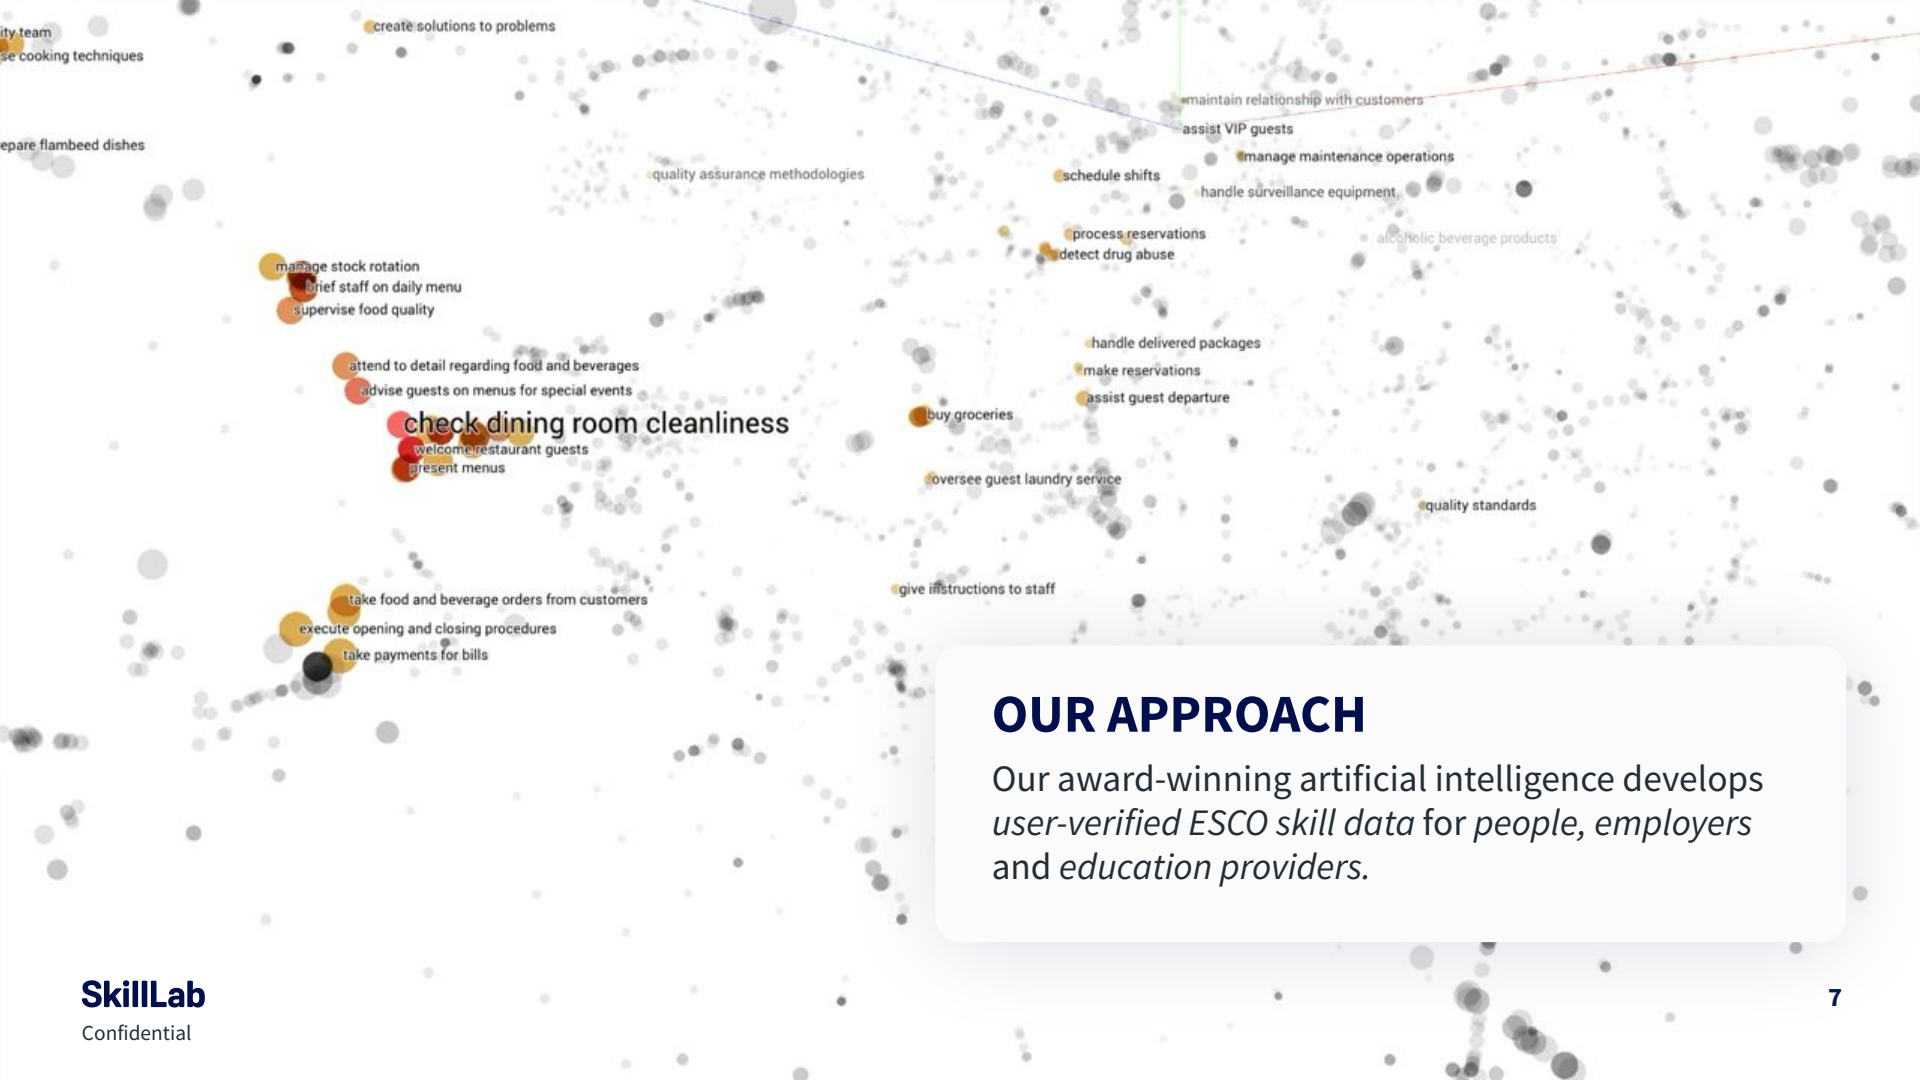 create solutions to problems
ity team
se cooking techniques
maintain relationship with customers
assist VIP guests
epare flambeed dishes
manage maintenance operations
quality assurance methodologies
schedule shifts
handle surveillance equipment
process reservations
alcoholic beverage products
detect drug abuse
manage stock rotation
brief staff on daily menu
supervise food quality
handle delivered packages
attend to detail regarding food and beverages
make reservations
advise guests on menus for special events
assist guest departure
buy groceries
check dining room cleanliness
welcome restaurant guests
present menus
oversee guest laundry service
quality standards
give instructions to staff
take food and beverage orders from customers
execute opening and closing procedures
take payments for bills
OUR APPROACH
Our award-winning artificial intelligence develops
user-verified ESCO skill data for people, employers
and education providers.
SkillLab
Confidential
7